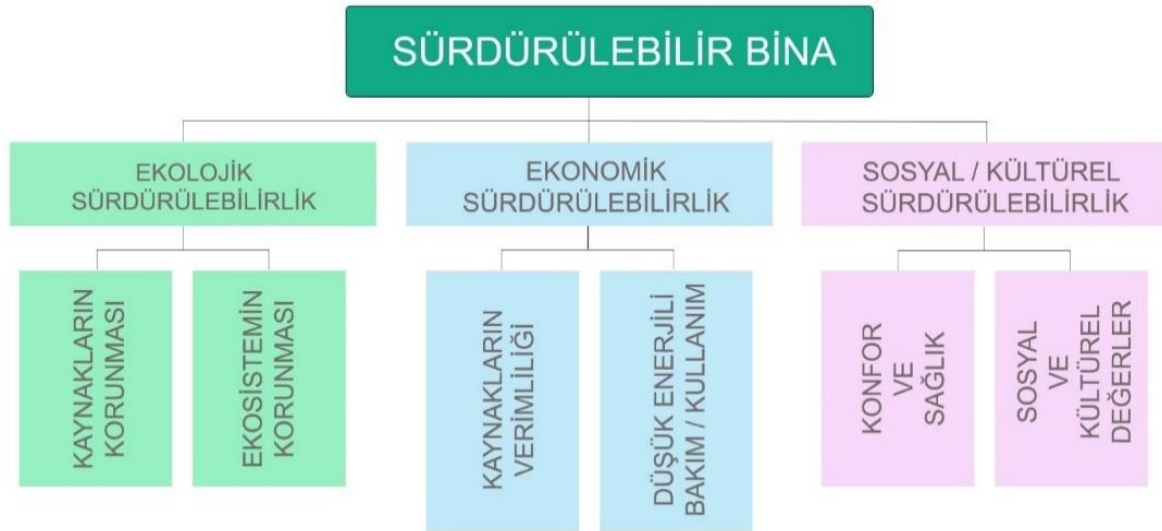 SÜRDÜRÜLEBİLİR BİNA
EKOLOJİK
SÜRDÜRÜLEBİLİRLİK
EKONOMİK
SÜRDÜRÜLEBİLİRLİK
SOSYAL / KÜLTÜREL
SÜRDÜRÜLEBİLİRLİK
KAYNAKLARIN
KORUNMASI
EKOSİSTEMİN
KORUNMASI
KAYNAKLARIN
VERİMLİLİĞİ
DÜŞÜK ENERJİLİ
BAKIM / KULLANIM
KONFOR
VE
SAĞLIK
SOSYAL
VE
KÜLTÜREL
DEĞERLER